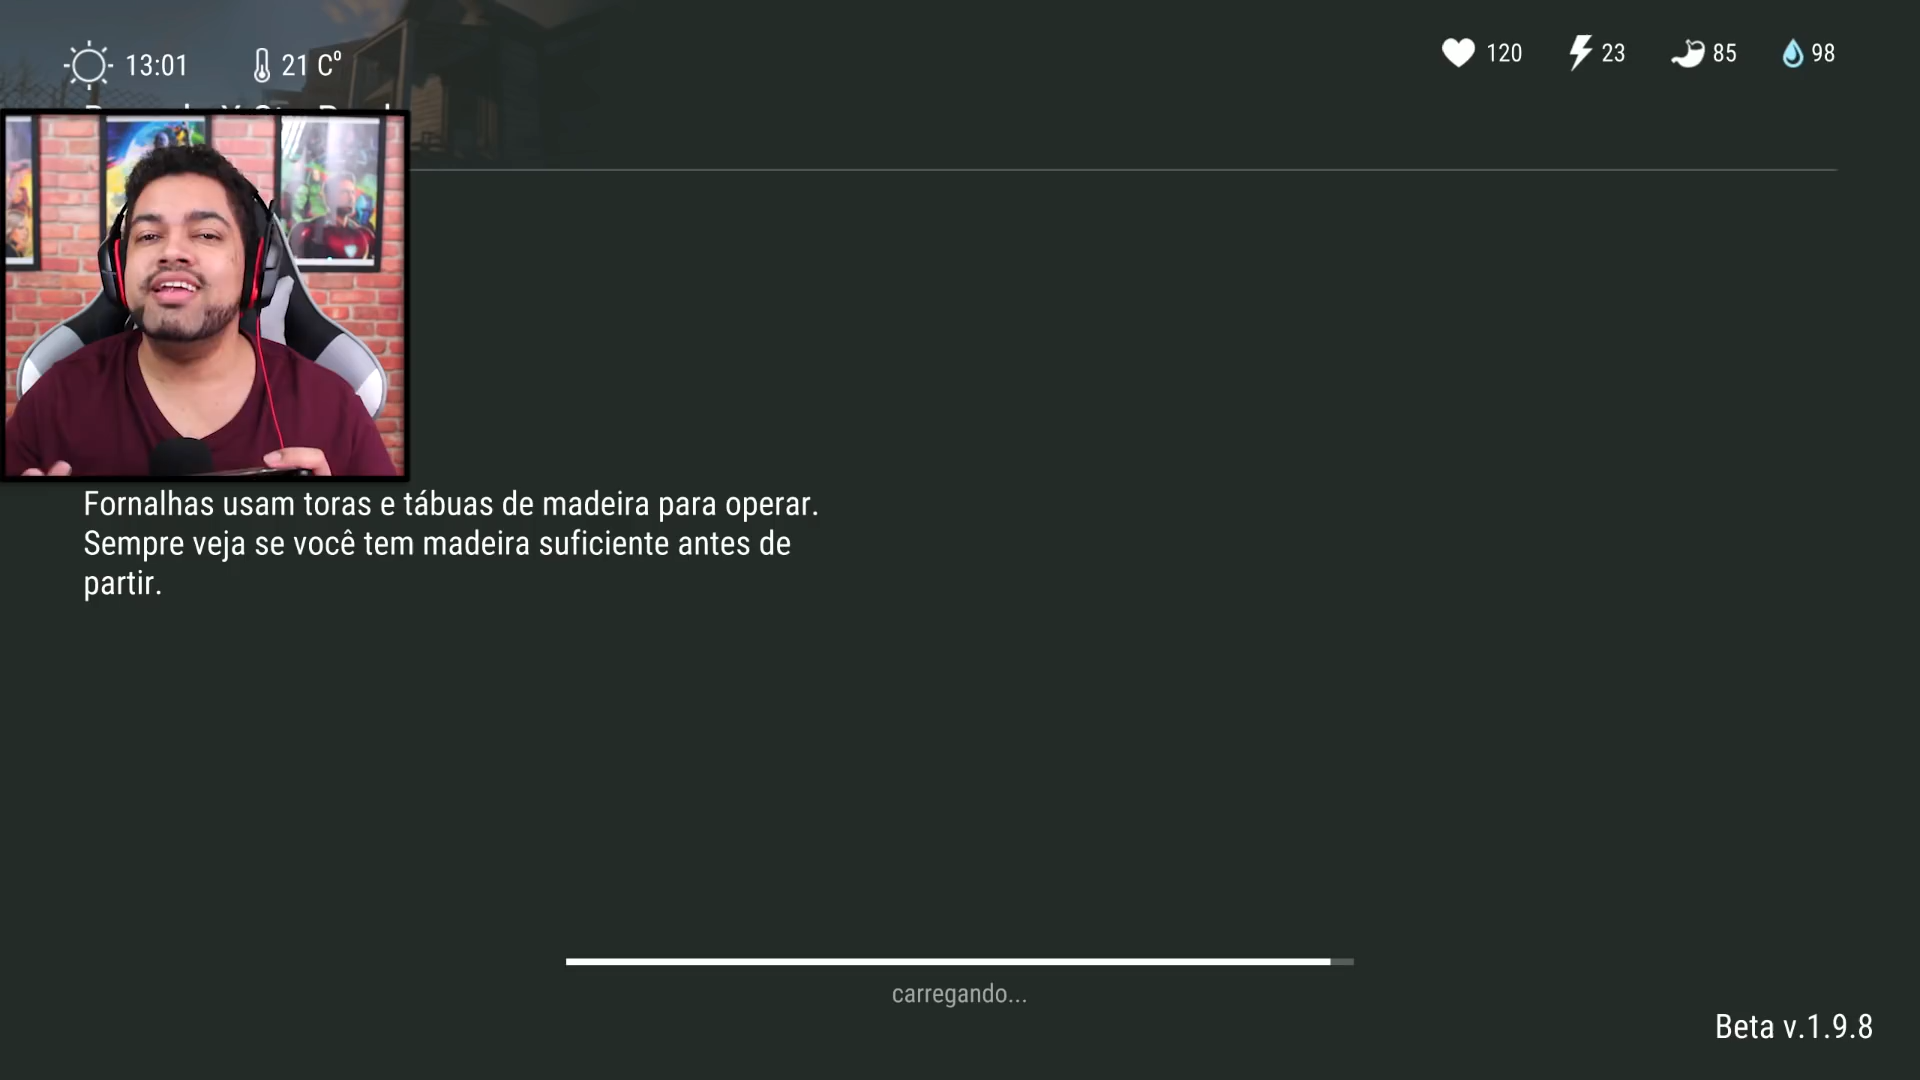 13:01
21 Cº
120
23
85
98
Fornalhas usam toras e tábuas de madeira para operar.
Sempre veja se você tem madeira suficiente antes de
partir.
carregando...
Beta v.1.9.8